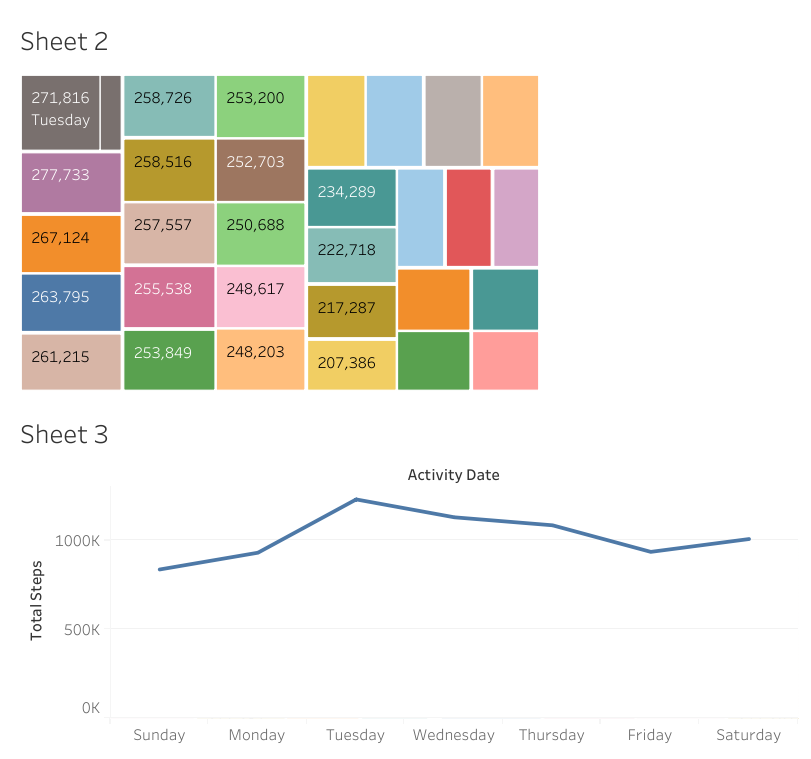 Sheet 2
271,816
Tuesday
277,733
267,124
263,795
261,215
258,726
258,516
257,557
255,538
253,849
253,200
252,703
250,688
248,617
248,203
234,289
222,718
217,287
207,386
Sheet 3
Activity Date
Total Steps
1000K
500K
0K
Sunday Monday Tuesday Wednesday Thursday Friday Saturday